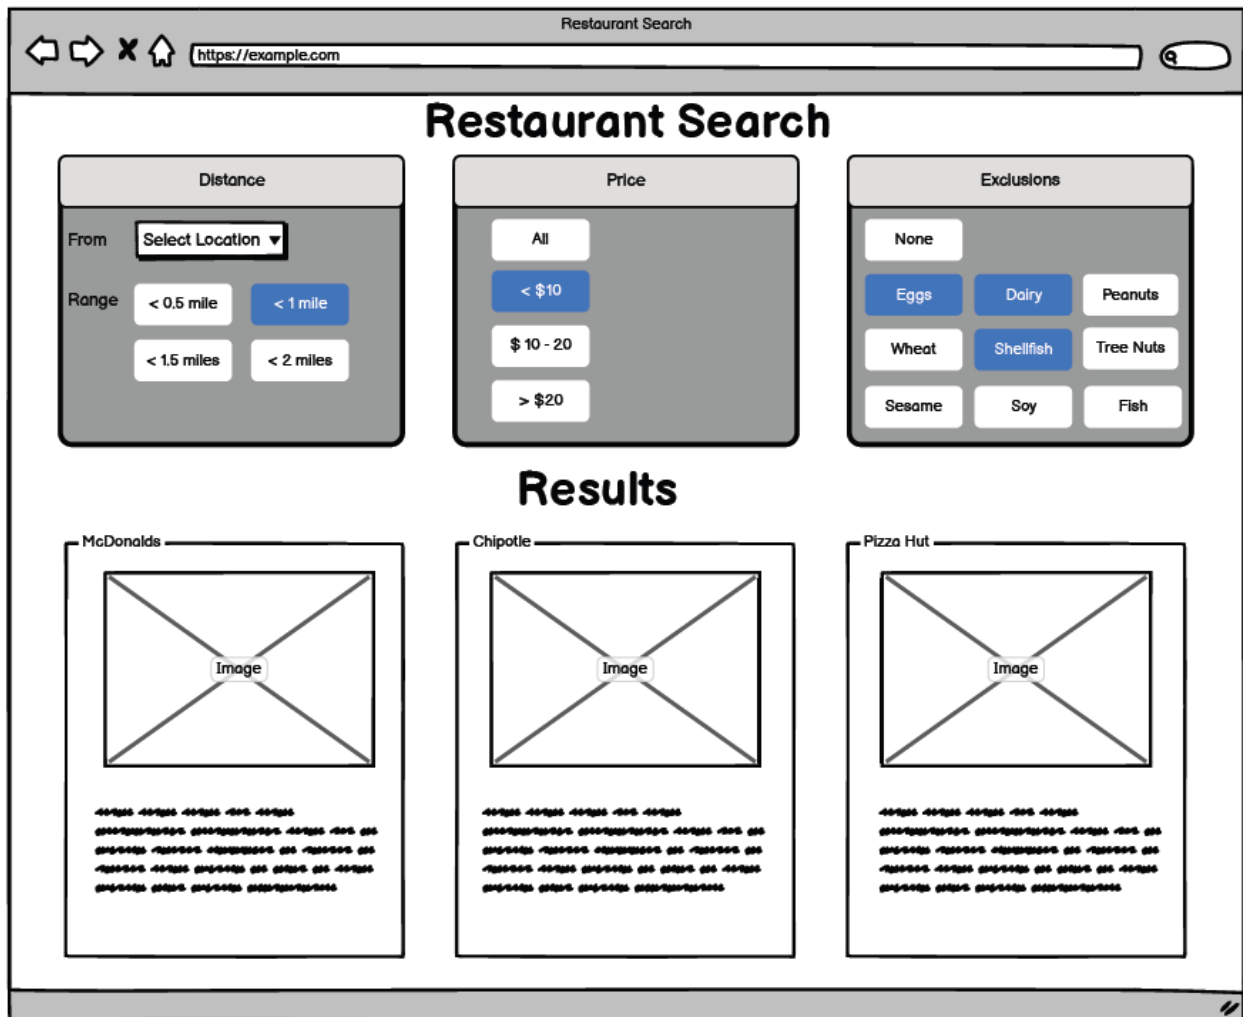 Restaurant Search
https://example.com
Restaurant Search
Distance
From
Select Location
Range
< 0.5 mile
< 1 mile
< 1.5 miles
< 2 miles
Price
All
< $10
$ 10 - 20
> $20
Exclusions
None
Eggs
Dairy
Peanuts
Wheat
Shellfish
Tree Nuts
Sesame
Soy
Fish
Results
McDonalds
Image
Chipotle
Image
Pizza Hut
Image